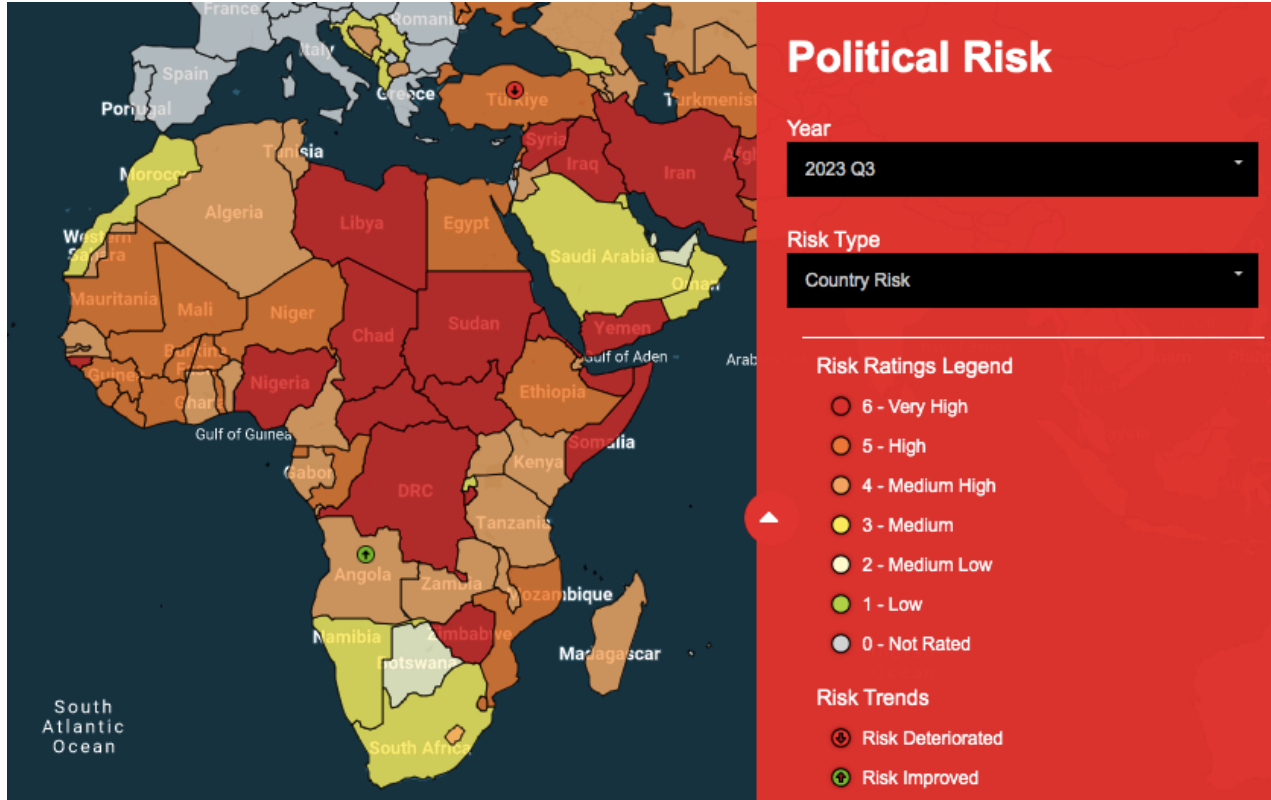 France
Romani
Italy
Spain
Portugal
Greece
Türkiye
Turkmenist
Tunisia
Syria
Morocco
Iraq
Iran
Afgh
Algeria
Libya
Egypt
Western
Sahara
Saudi Arabia
Oman
Mauritania
Mali
Niger
Chad
Sudan
Yemen
Burkina
Faso
Gulf of Aden
Arab
Guinea
Nigeria
Ethiopia
Ghana
Gulf of Guinea
Somalia
Gabon
Kenya
DRC
Tanzania
Angola
Zambia
Mozambique
Namibia
Zimbabwe
Botswana
Madagascar
South
Atlantic
Ocean
South Africa
Political Risk
Year
2023 Q3
Risk Type
Country Risk
Risk Ratings Legend
6 - Very High
5 - High
4 - Medium High
3 - Medium
2 - Medium Low
1 - Low
0 - Not Rated
Risk Trends
Risk Deteriorated
Risk Improved